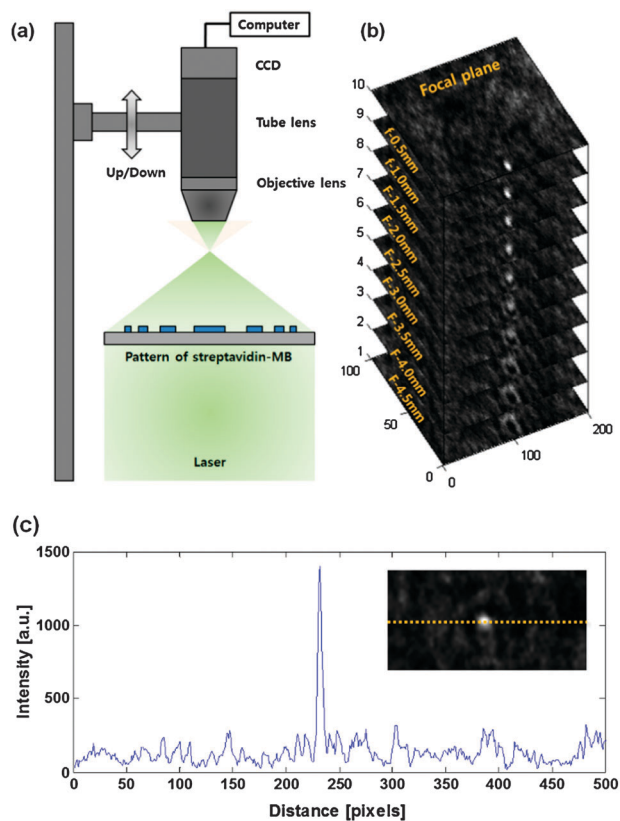 (a)
Computer
CCD
Tube lens
Up/Down
Objective lens
Pattern of streptavidin-MB
Laser
(b)
Focal plane
10
9
8
7
6
5
4
3
2
1
f-0.5mm
f-1.0mm
f-1.5mm
F-2.0mm
F-2.5mm
F-3.0mm
F-3.5mm
F-4.0mm
F-4.5mm
100
50
0
0
100
200
(c)
Intensity [a.u.]
1500
1000
500
0
0
50
100
150
200
250
300
350
400
450
500
Distance [pixels]